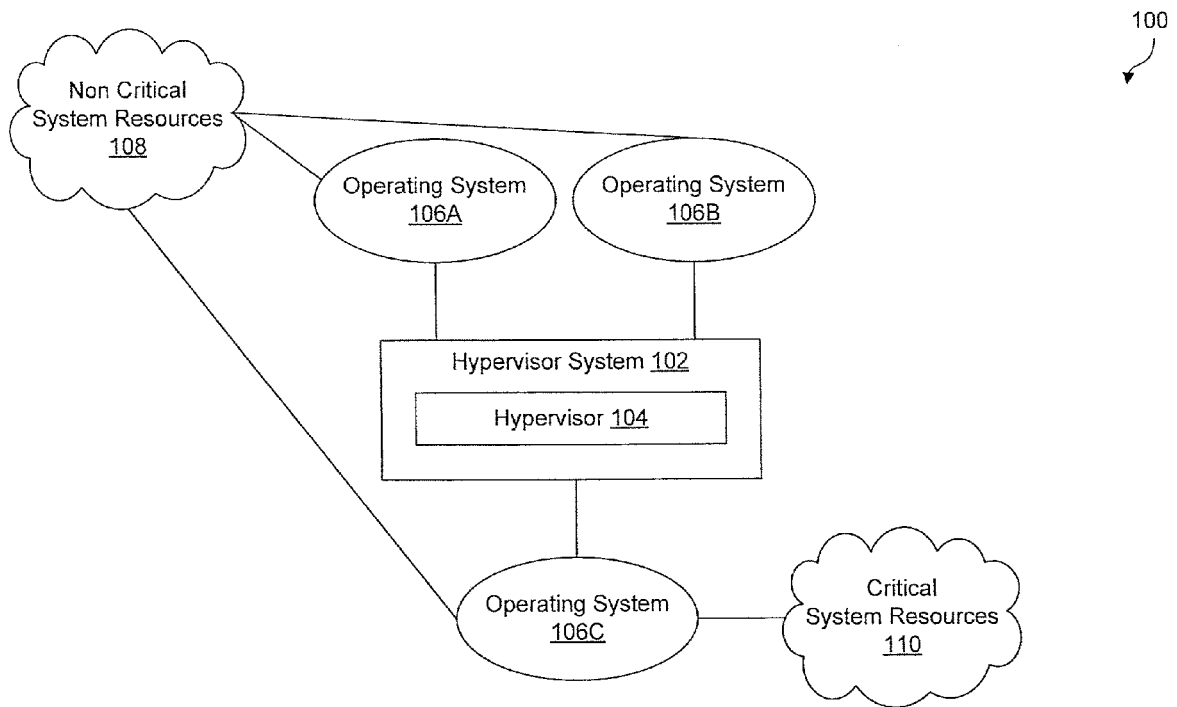 100
Non Critical
System Resources
108
Operating System
106A
Operating System
106B
Hypervisor System 102
Hypervisor 104
Operating System
106C
Critical
System Resources
110